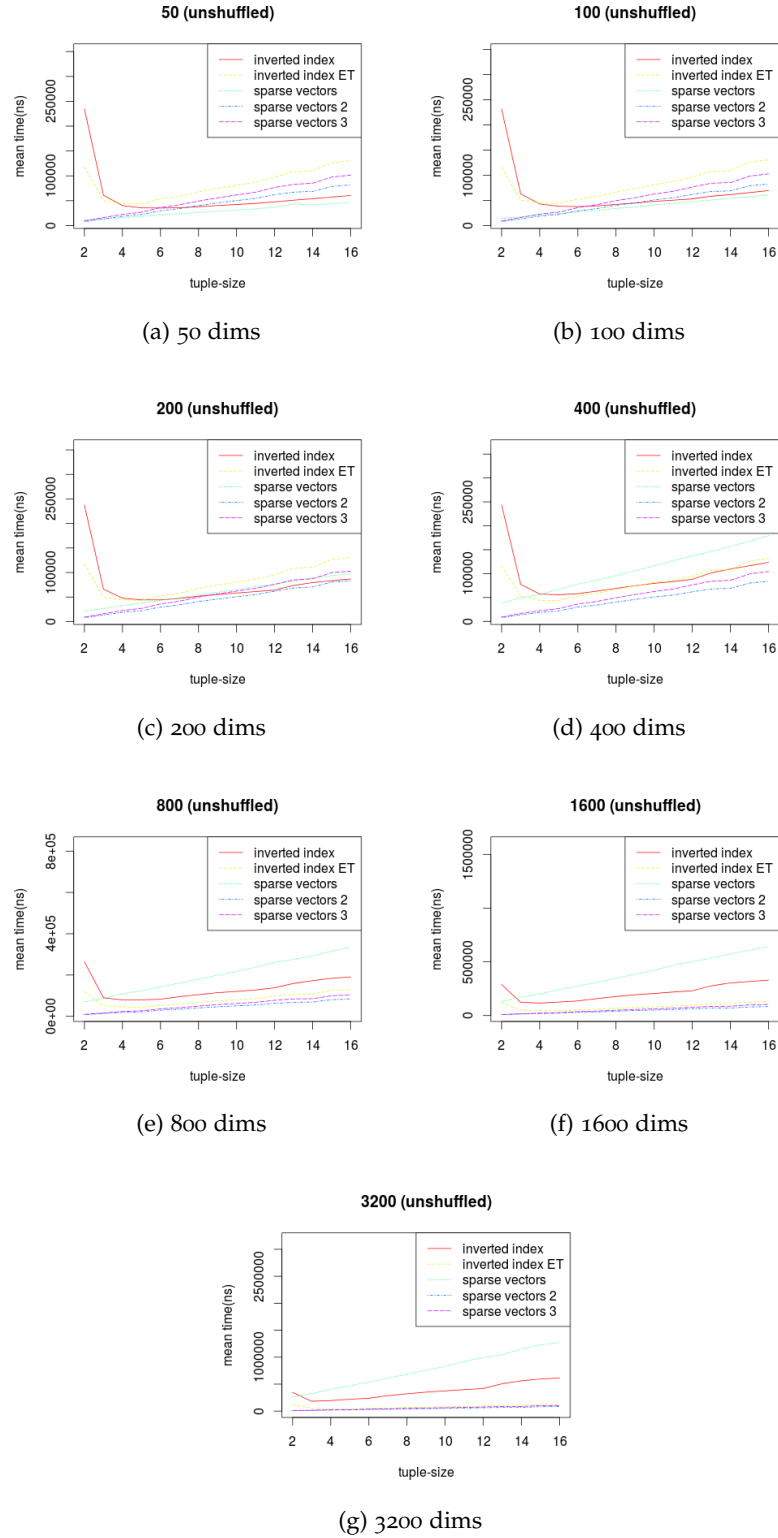 50 (unshuffled)
mean time(ns)
0
100000
250000
inverted index
inverted index ET
sparse vectors
sparse vectors 2
sparse vectors 3
2 4 6 8 10 12 14 16
tuple-size
(a) 50 dims
100 (unshuffled)
mean time(ns)
0
100000
250000
inverted index
inverted index ET
sparse vectors
sparse vectors 2
sparse vectors 3
2 4 6 8 10 12 14 16
tuple-size
(b) 100 dims
200 (unshuffled)
mean time(ns)
0
100000
250000
inverted index
inverted index ET
sparse vectors
sparse vectors 2
sparse vectors 3
2 4 6 8 10 12 14 16
tuple-size
(c) 200 dims
400 (unshuffled)
mean time(ns)
0
100000
250000
inverted index
inverted index ET
sparse vectors
sparse vectors 2
sparse vectors 3
2 4 6 8 10 12 14 16
tuple-size
(d) 400 dims
800 (unshuffled)
mean time(ns)
0e+00
4e+05
8e+05
inverted index
inverted index ET
sparse vectors
sparse vectors 2
sparse vectors 3
2 4 6 8 10 12 14 16
tuple-size
(e) 800 dims
1600 (unshuffled)
mean time(ns)
0
500000
1500000
inverted index
inverted index ET
sparse vectors
sparse vectors 2
sparse vectors 3
2 4 6 8 10 12 14 16
tuple-size
(f) 1600 dims
3200 (unshuffled)
mean time(ns)
0
1000000
2500000
inverted index
inverted index ET
sparse vectors
sparse vectors 2
sparse vectors 3
2 4 6 8 10 12 14 16
tuple-size
(g) 3200 dims